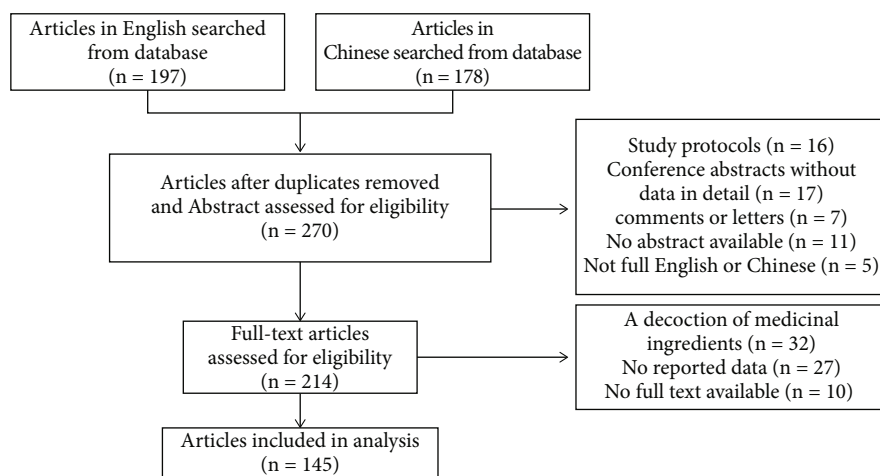 Articles in English searched
from database
(n = 197)
Articles in
Chinese searched from database
(n = 178)
Articles after duplicates removed
and Abstract assessed for eligibility
(n = 270)
Study protocols (n = 16)
Conference abstracts without
data in detail (n = 17)
comments or letters (n = 7)
No abstract available (n = 11)
Not full English or Chinese (n = 5)
Full-text articles
assessed for eligibility
(n = 214)
A decoction of medicinal
ingredients (n = 32)
No reported data (n = 27)
No full text available (n = 10)
Articles included in analysis
(n = 145)